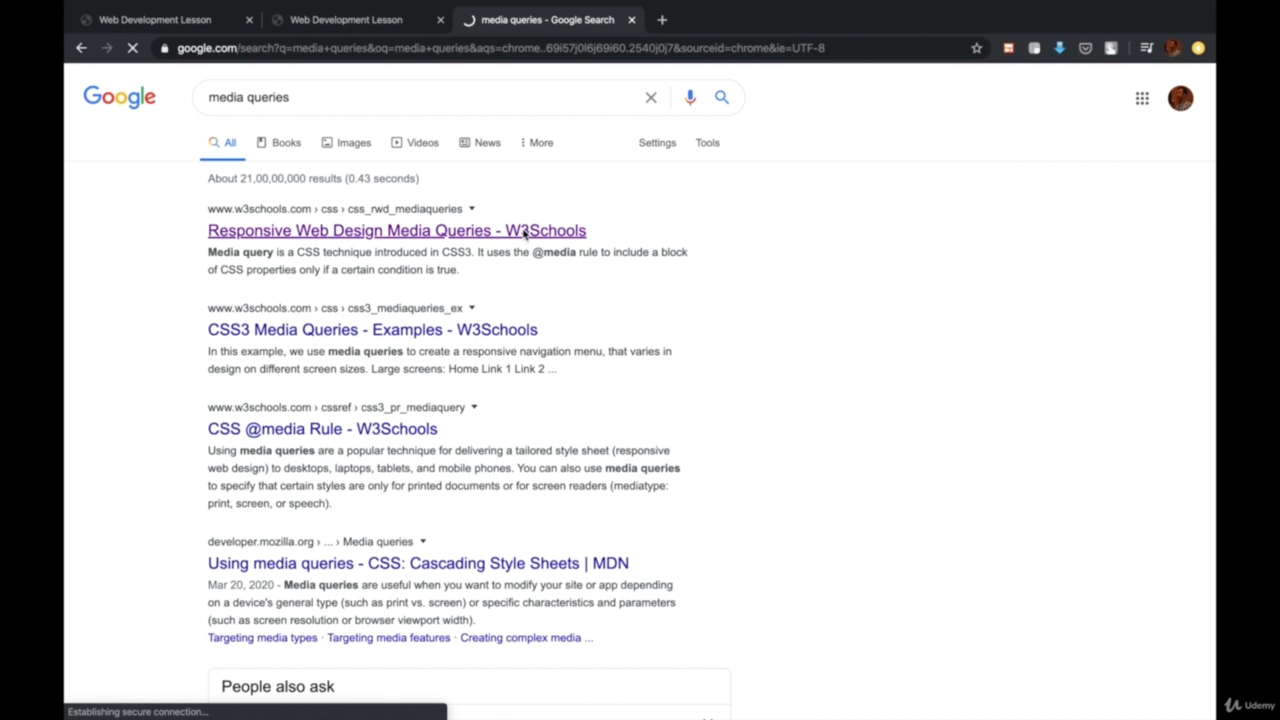 Web Development Lesson
Web Development Lesson
media queries - Google Search
google.com/search?q=media+queries&oq=media+queries&aqs=chrome..69i57j0l6j69i60.2540j0j7&sourceid=chrome&ie=UTF-8
Google
media queries
All
Books
Images
Videos
News
More
Settings
Tools
About 21,00,00,000 results (0.43 seconds)
www.w3schools.com › css › css_rwd_mediaqueries
Responsive Web Design Media Queries - W3Schools
Media query is a CSS technique introduced in CSS3. It uses the @media rule to include a block
of CSS properties only if a certain condition is true.
www.w3schools.com › css › css3_mediaqueries_ex
CSS3 Media Queries - Examples - W3Schools
In this example, we use media queries to create a responsive navigation menu, that varies in
design on different screen sizes. Large screens: Home Link 1 Link 2 ...
www.w3schools.com › cssref › css3_pr_mediaquery
CSS @media Rule - W3Schools
Using media queries are a popular technique for delivering a tailored style sheet (responsive
web design) to desktops, laptops, tablets, and mobile phones. You can also use media queries
to specify that certain styles are only for printed documents or for screen readers (mediatype:
print, screen, or speech).
developer.mozilla.org › ... › Media queries
Using media queries - CSS: Cascading Style Sheets | MDN
Mar 20, 2020 - Media queries are useful when you want to modify your site or app depending
on a device's general type (such as print vs. screen) or specific characteristics and parameters
(such as screen resolution or browser viewport width).
Targeting media types · Targeting media features · Creating complex media ...
People also ask
Establishing secure connection...
Udemy